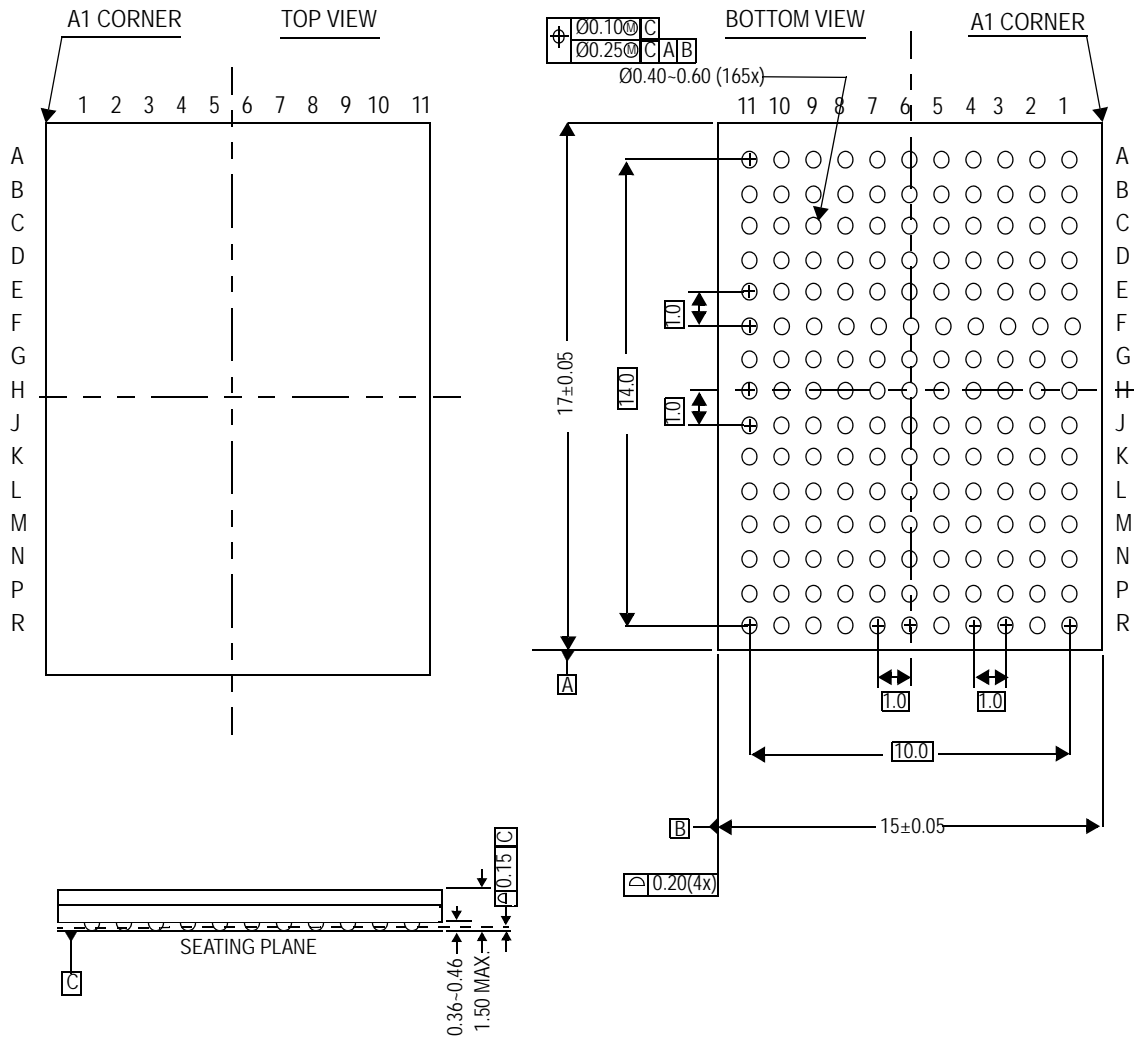 A1 CORNER
TOP VIEW
1 2 3 4 5 6 7 8 9 10 11
A
B
C
D
E
F
G
H
J
K
L
M
N
P
R
Ø0.10Ⓜ C
Ø0.25Ⓜ C A B
Ø0.40~0.60 (165x)
BOTTOM VIEW
A1 CORNER
11 10 9 8 7 6 5 4 3 2 1
A
B
C
D
E
F
G
H
J
K
L
M
N
P
R
1.0
1.0
14.0
17±0.05
A
1.0
1.0
10.0
B
15±0.05
0.20(4x)
0.15 C
SEATING PLANE
C
0.36~0.46
1.50 MAX.